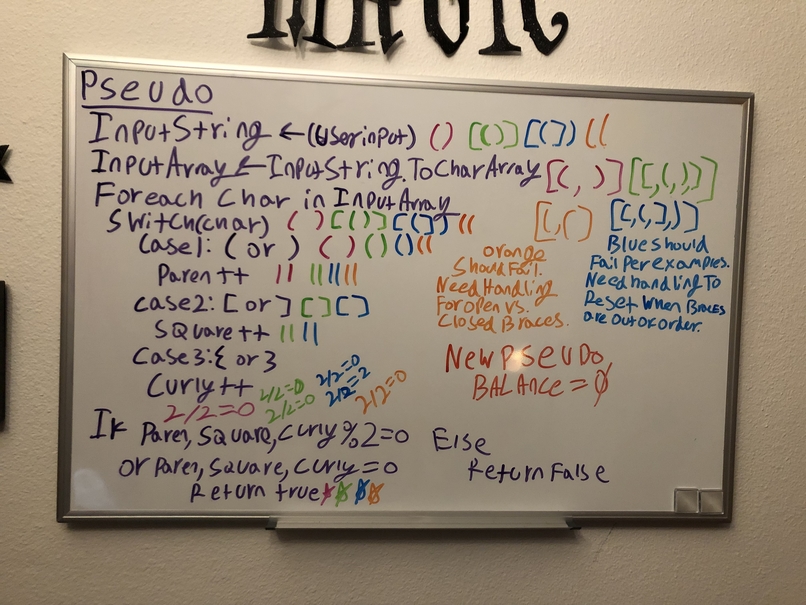 Pseudo
InputString ← (Userinput) () [()] [(]) ((
InputArray ← InputString.ToCharArray [(, )] [[,(,),]]
Foreach Char in InputArray
Switch(char) () [()] [(]) (( [(,(] [[,(,],)]
Case1: ( or ) () () () ((
Paren++ || || || ||
Case2: [ or ] [] []
Square++ || ||
Case3: { or }
Curly++ 2/2=0 2/2=0 2/2=0
2/2=0 2/2=0 2/2=2
2/2=0
orange
Should Fail.
Need Handling
For open vs.
Closed Braces.
Blue should
Fail Per examples.
Need handling To
Reset when Braces
are out of order.
New Pseudo
BALANCE = 0
If Paren, Square, Curly %2=0 Else
or Paren, Square, Curly =0 Return False
Return true